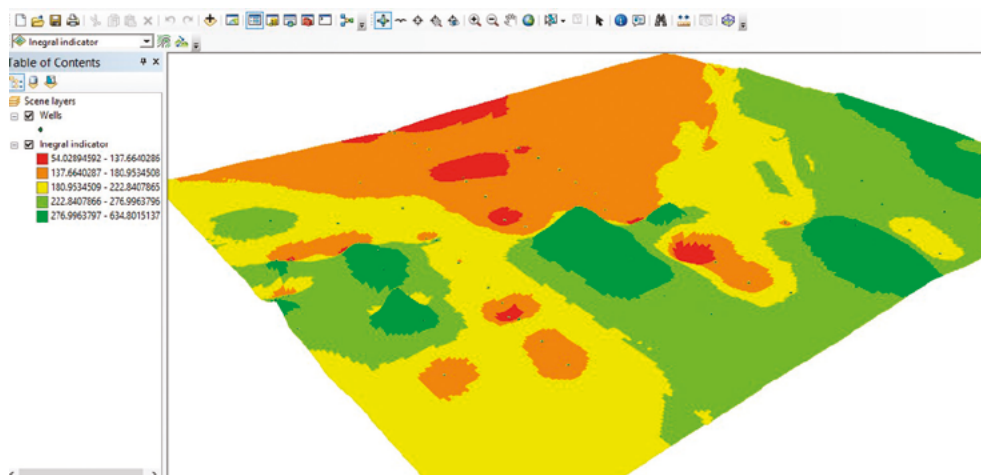 Inegral indicator
Table of Contents
Scene layers
Wells
Inegral indicator
54.02894592 - 137.6640286
137.6640287 - 180.9534508
180.9534509 - 222.8407865
222.8407866 - 276.9963796
276.9963797 - 634.8015137